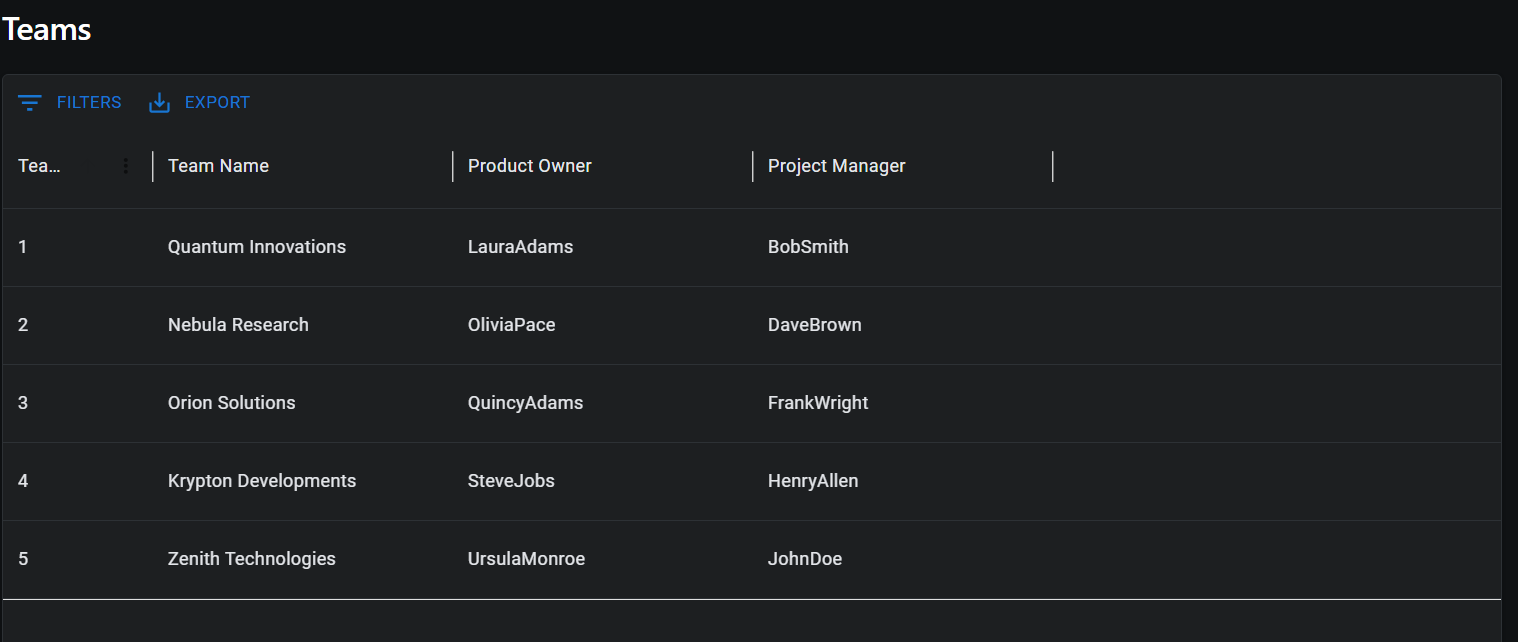 Teams
FILTERS EXPORT
Tea... Team Name Product Owner Project Manager
1 Quantum Innovations LauraAdams BobSmith
2 Nebula Research OliviaPace DaveBrown
3 Orion Solutions QuincyAdams FrankWright
4 Krypton Developments SteveJobs HenryAllen
5 Zenith Technologies UrsulaMonroe JohnDoe